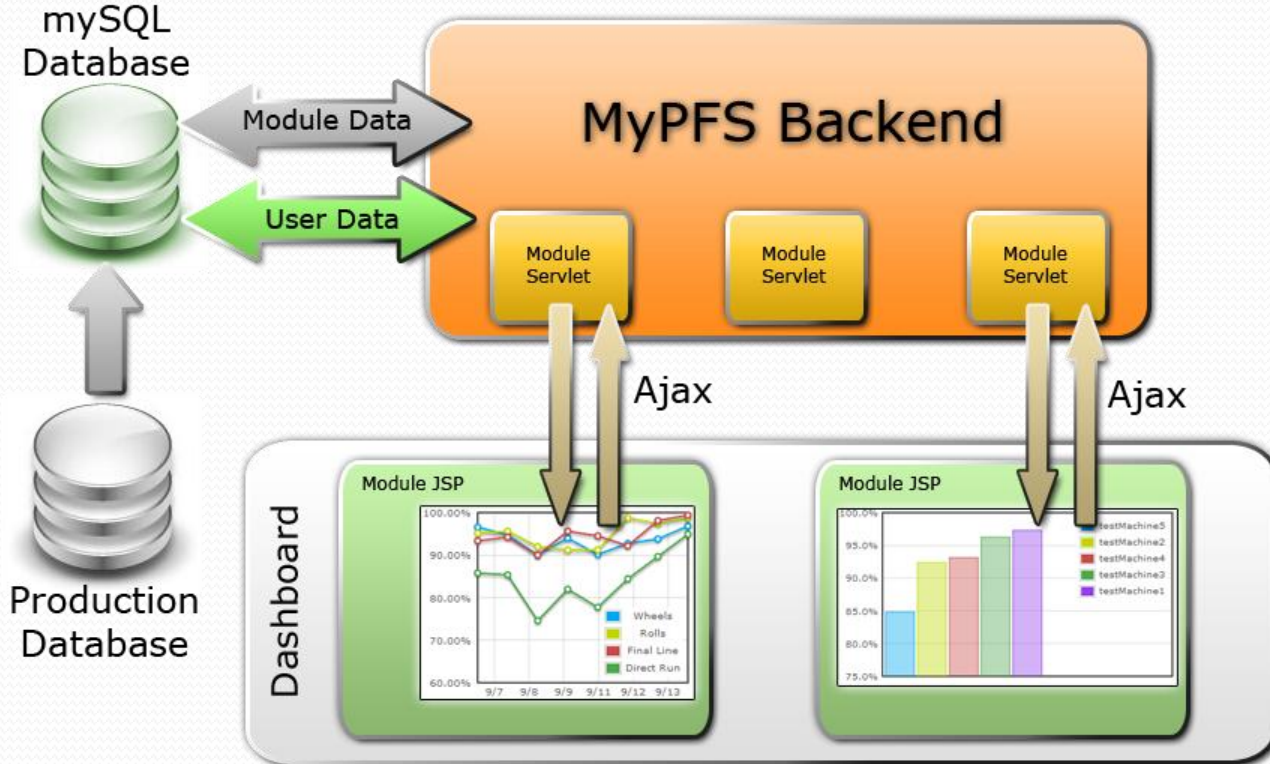 mySQL
Database
Module Data
User Data
MyPFS Backend
Module
Servlet
Module
Servlet
Module
Servlet
Ajax
Ajax
Production
Database
Dashboard
Module JSP
100.00%
90.00%
80.00%
70.00%
60.00%
9/7 9/8 9/9 9/11 9/12 9/13
Wheels
Rolls
Final Line
Direct Run
Module JSP
100.0%
95.0%
90.0%
85.0%
80.0%
75.0%
testMachine5
testMachine2
testMachine4
testMachine3
testMachine1